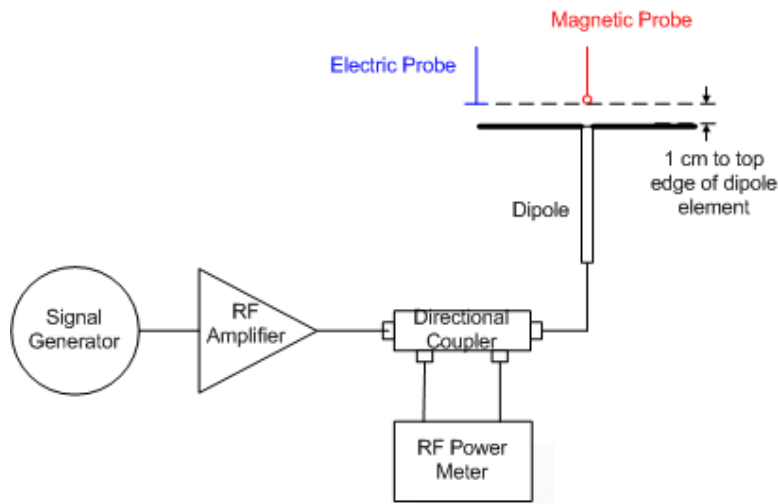 Magnetic Probe
Electric Probe
1 cm to top
edge of dipole
element
Dipole
Signal
Generator
RF
Amplifier
Directional
Coupler
RF Power
Meter